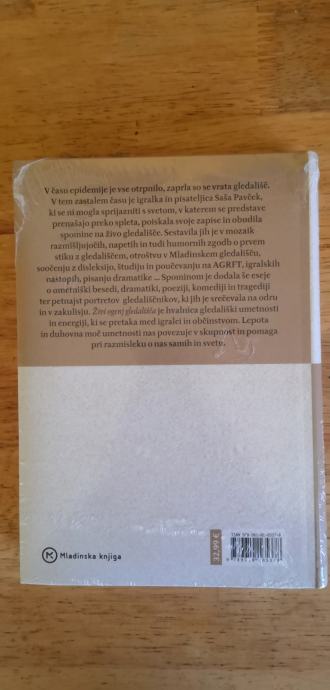 V času epidemije je vse otrpnilo, zaprla so se vrata gledališč.
V tem zastalem času je igralka in pisateljica Saša Pavček,
ki se ni mogla sprijazniti s svetom, v katerem se predstave
prenašajo preko spleta, poiskala svoje zapise in obudila
spomine na živo gledališče. Sestavila jih je v mozaik
razmišljujočih, napetih in tudi humornih zgodb o prvem
stiku z gledališčem, otroštvu v Mladinskem gledališču,
soočenju z disleksijo, študiju in poučevanju na AGRFT, igralskih
nastopih, pisanju dramatike ... Spominom je dodala še eseje
o umetniški besedi, dramatiki, poeziji, komediji in tragediji
ter petnajst portretov gledališčnikov, ki jih je srečevala na odru
in v zakulisju. Živi ogenj gledališča je hvalnica gledališki umetnosti
in energiji, ki se pretaka med igralci in občinstvom. Lepota
in duhovna moč umetnosti nas povezuje v skupnost in pomaga
pri razmisleku o nas samih in svetu.
32,99 €
Mladinska knjiga